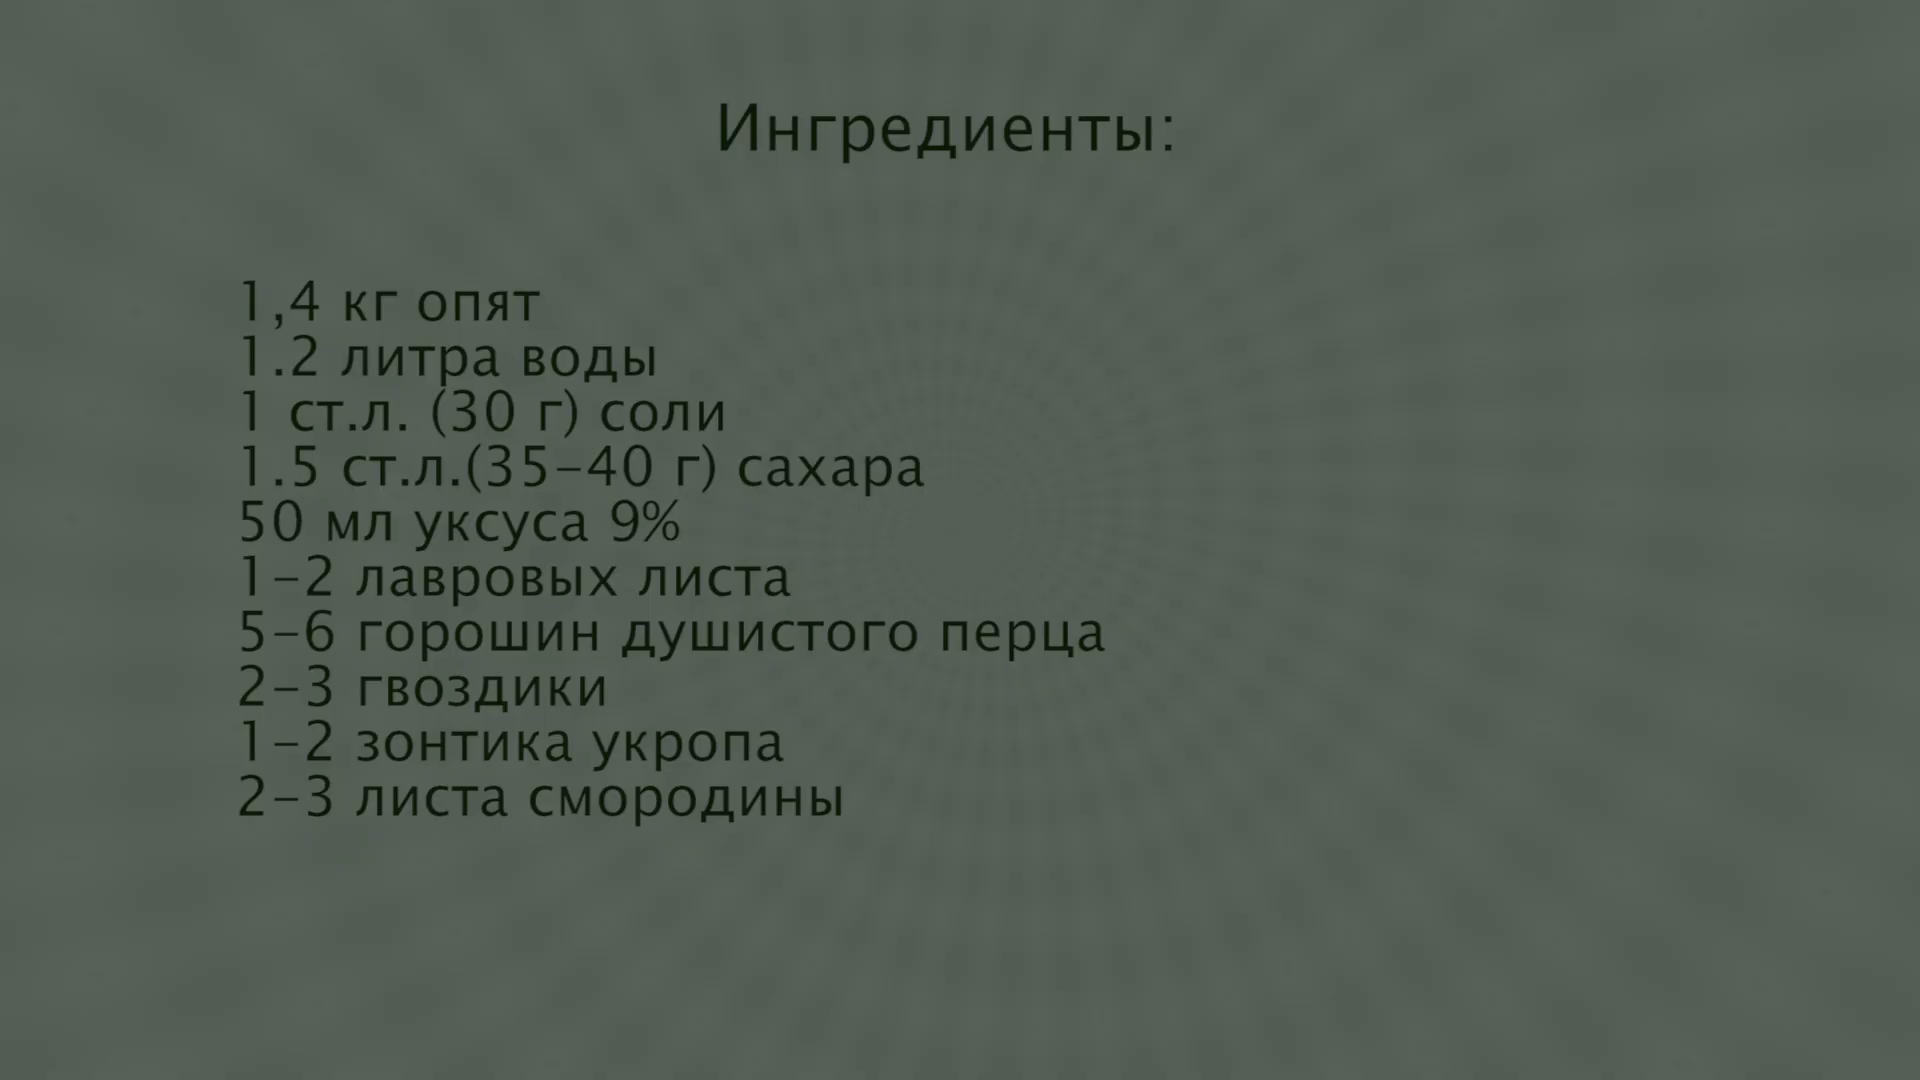 Ингредиенты:
1,4 кг опят
1.2 литра воды
1 ст.л. (30 г) соли
1.5 ст.л.(35-40 г) сахара
50 мл уксуса 9%
1-2 лавровых листа
5-6 горошин душистого перца
2-3 гвоздики
1-2 зонтика укропа
2-3 листа смородины